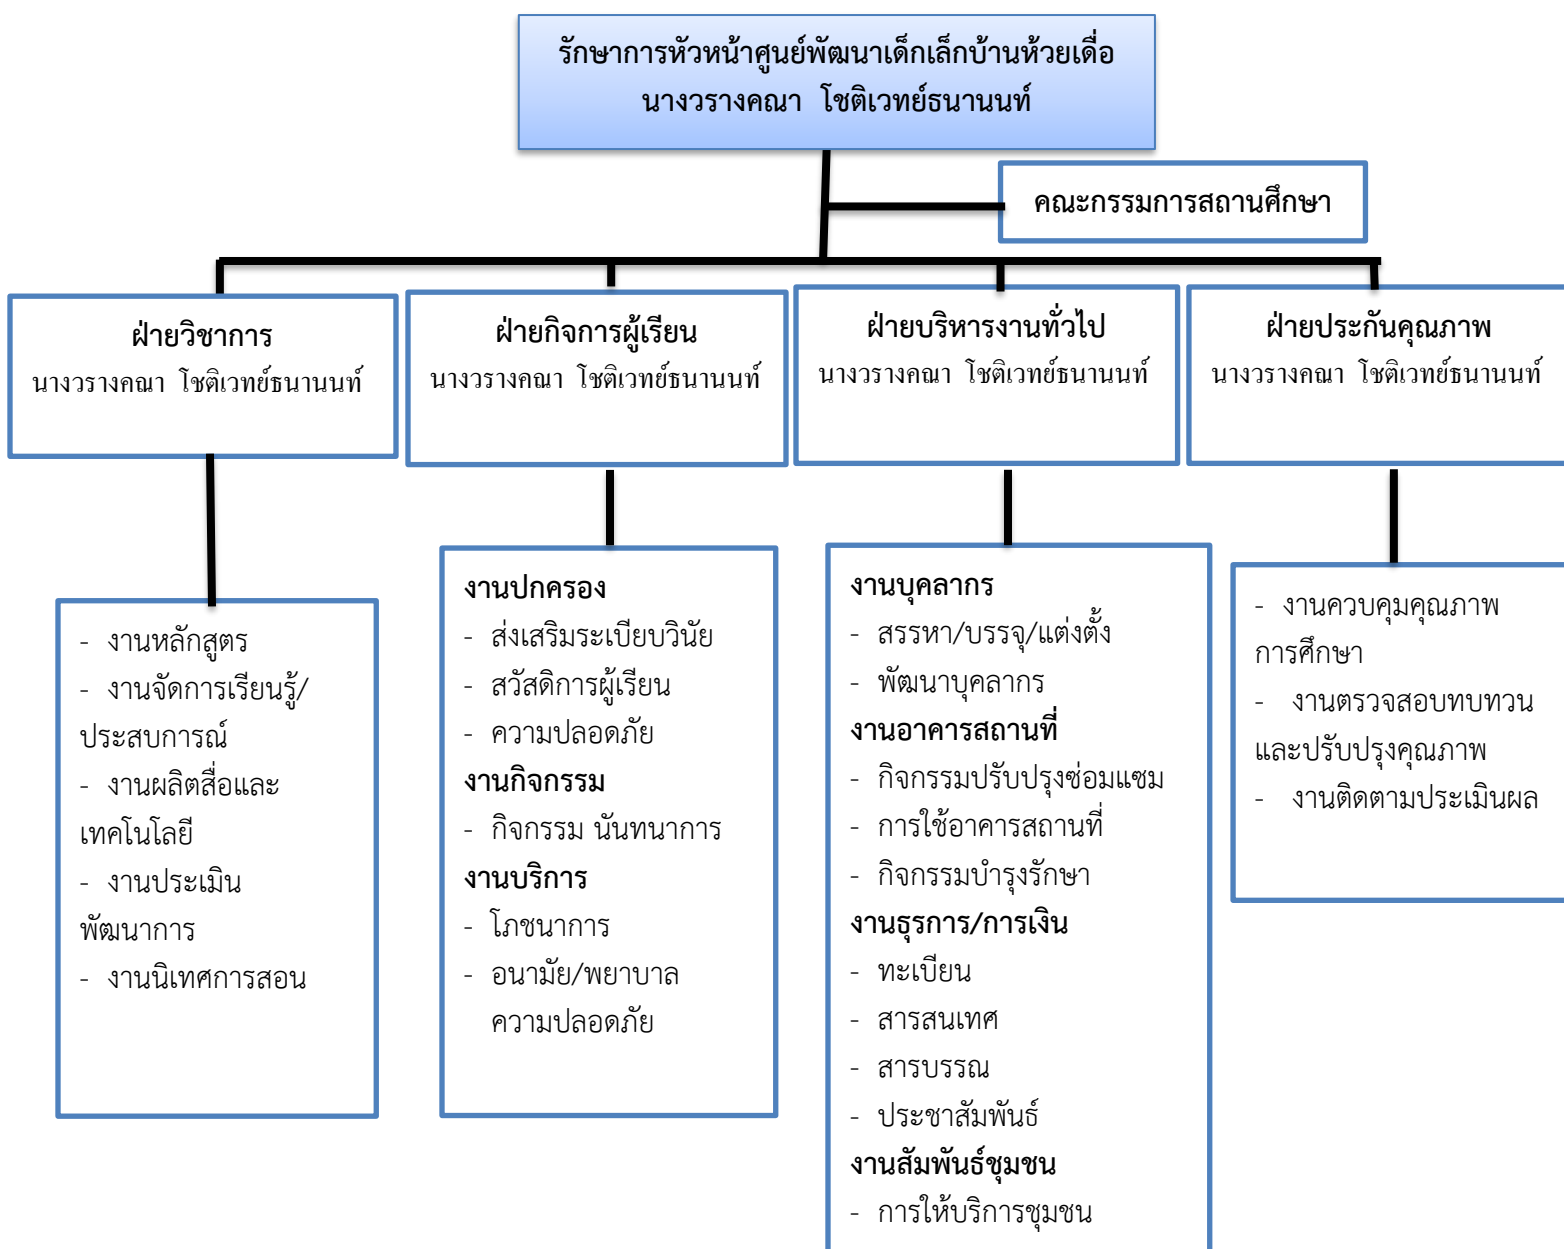 รักษาการหัวหน้าศูนย์พัฒนาเด็กเล็กบ้านห้วยเดื่อ
นางวรางคณา โชติเวทย์ธนานนท์
คณะกรรมการสถานศึกษา
ฝ่ายวิชาการ
นางวรางคณา โชติเวทย์ธนานนท์
ฝ่ายกิจการผู้เรียน
นางวรางคณา โชติเวทย์ธนานนท์
ฝ่ายบริหารงานทั่วไป
นางวรางคณา โชติเวทย์ธนานนท์
ฝ่ายประกันคุณภาพ
นางวรางคณา โชติเวทย์ธนานนท์
- งานหลักสูตร
- งานจัดการเรียนรู้/
ประสบการณ์
- งานผลิตสื่อและ
เทคโนโลยี
- งานประเมิน
พัฒนาการ
- งานนิเทศการสอน
งานปกครอง
- ส่งเสริมระเบียบวินัย
- สวัสดิการผู้เรียน
- ความปลอดภัย
งานกิจกรรม
- กิจกรรม นันทนาการ
งานบริการ
- โภชนาการ
- อนามัย/พยาบาล
ความปลอดภัย
งานบุคลากร
- สรรหา/บรรจุ/แต่งตั้ง
- พัฒนาบุคลากร
งานอาคารสถานที่
- กิจกรรมปรับปรุงซ่อมแซม
- การใช้อาคารสถานที่
- กิจกรรมบำรุงรักษา
งานธุรการ/การเงิน
- ทะเบียน
- สารสนเทศ
- สารบรรณ
- ประชาสัมพันธ์
งานสัมพันธ์ชุมชน
- การให้บริการชุมชน
- งานควบคุมคุณภาพ
การศึกษา
- งานตรวจสอบทบทวน
และปรับปรุงคุณภาพ
- งานติดตามประเมินผล